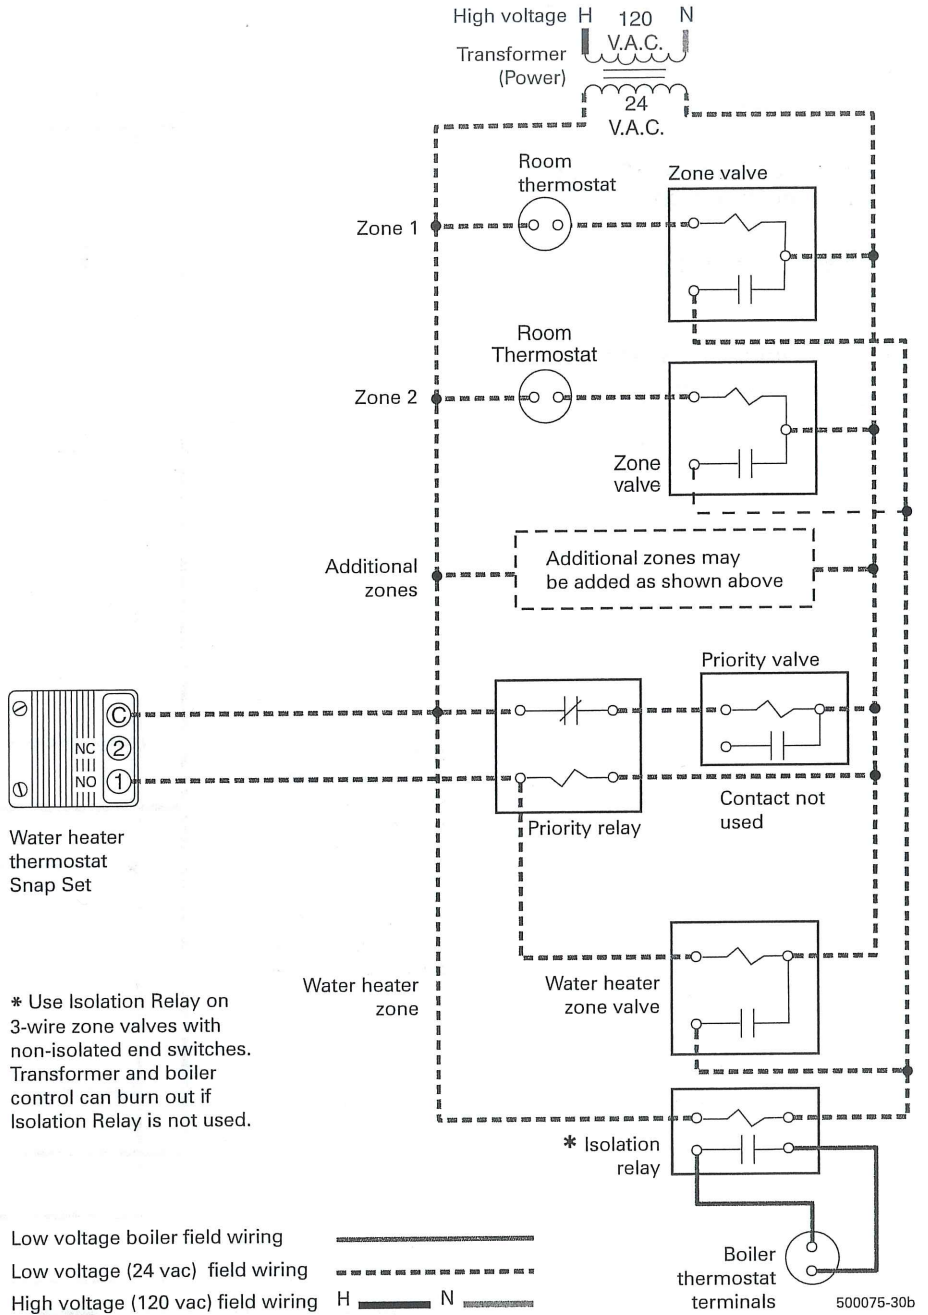 High voltage H 120 N
V.A.C.
Transformer
(Power)
24
V.A.C.
Room
thermostat
Zone valve
Zone 1
Room
Thermostat
Zone 2
Zone
valve
Additional
zones
Additional zones may
be added as shown above
Priority valve
C
NC 2
NO 1
Contact not
used
Priority relay
Water heater
thermostat
Snap Set
Water heater
zone
Water heater
zone valve
* Use Isolation Relay on
3-wire zone valves with
non-isolated end switches.
Transformer and boiler
control can burn out if
Isolation Relay is not used.
* Isolation
relay
Boiler
thermostat
terminals
Low voltage boiler field wiring
Low voltage (24 vac) field wiring
High voltage (120 vac) field wiring H N
500075-30b